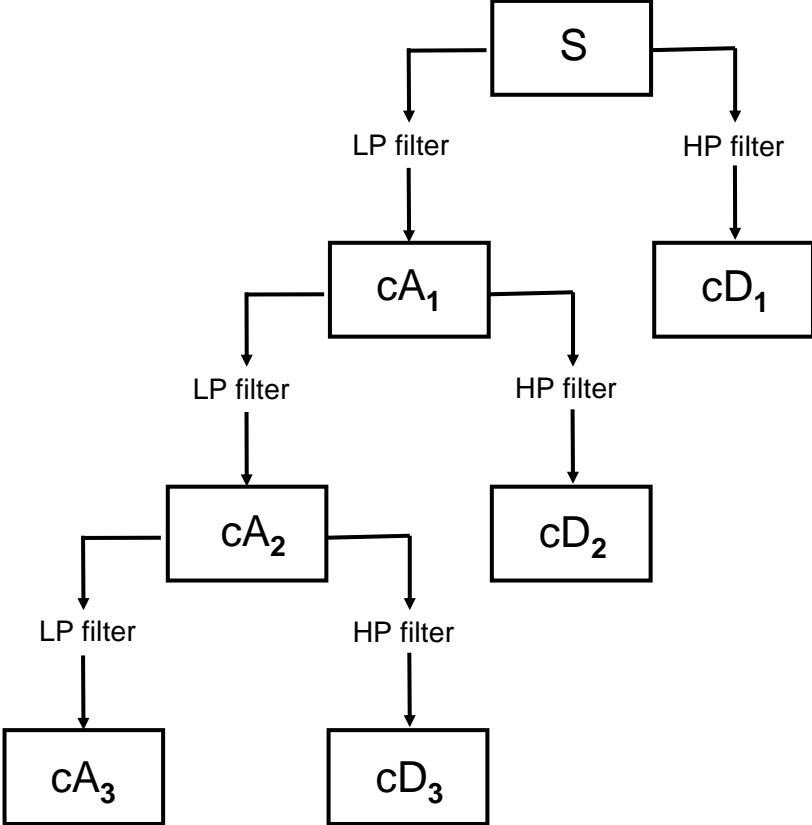 S
LP filter
HP filter
cA1
cD1
LP filter
HP filter
cA2
cD2
LP filter
HP filter
cA3
cD3